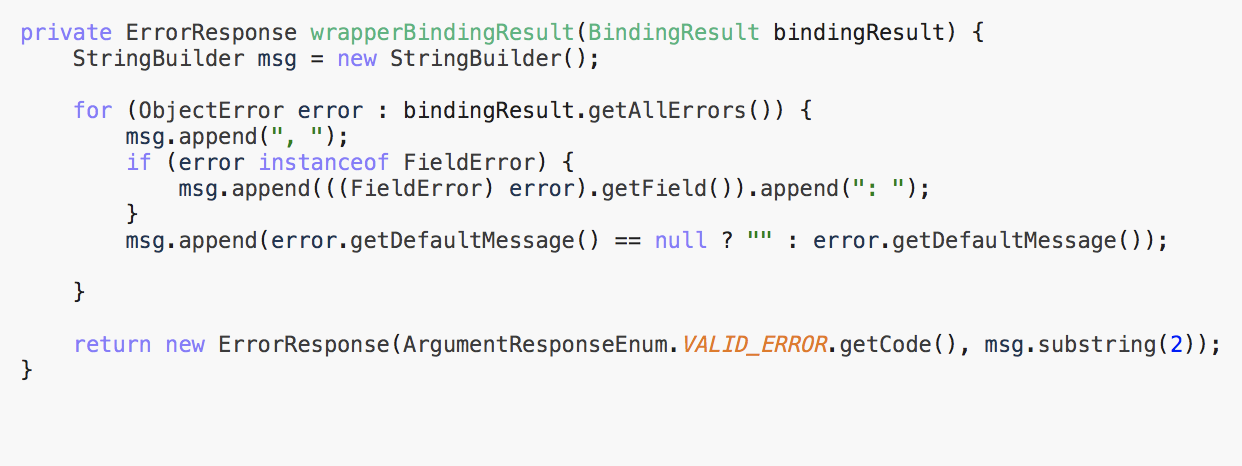 private ErrorResponse wrapperBindingResult(BindingResult bindingResult) {
    StringBuilder msg = new StringBuilder();

    for (ObjectError error : bindingResult.getAllErrors()) {
        msg.append(", ");
        if (error instanceof FieldError) {
            msg.append(((FieldError) error).getField()).append(": ");
        }
        msg.append(error.getDefaultMessage() == null ? "" : error.getDefaultMessage());

    }

    return new ErrorResponse(ArgumentResponseEnum.VALID_ERROR.getCode(), msg.substring(2));
}